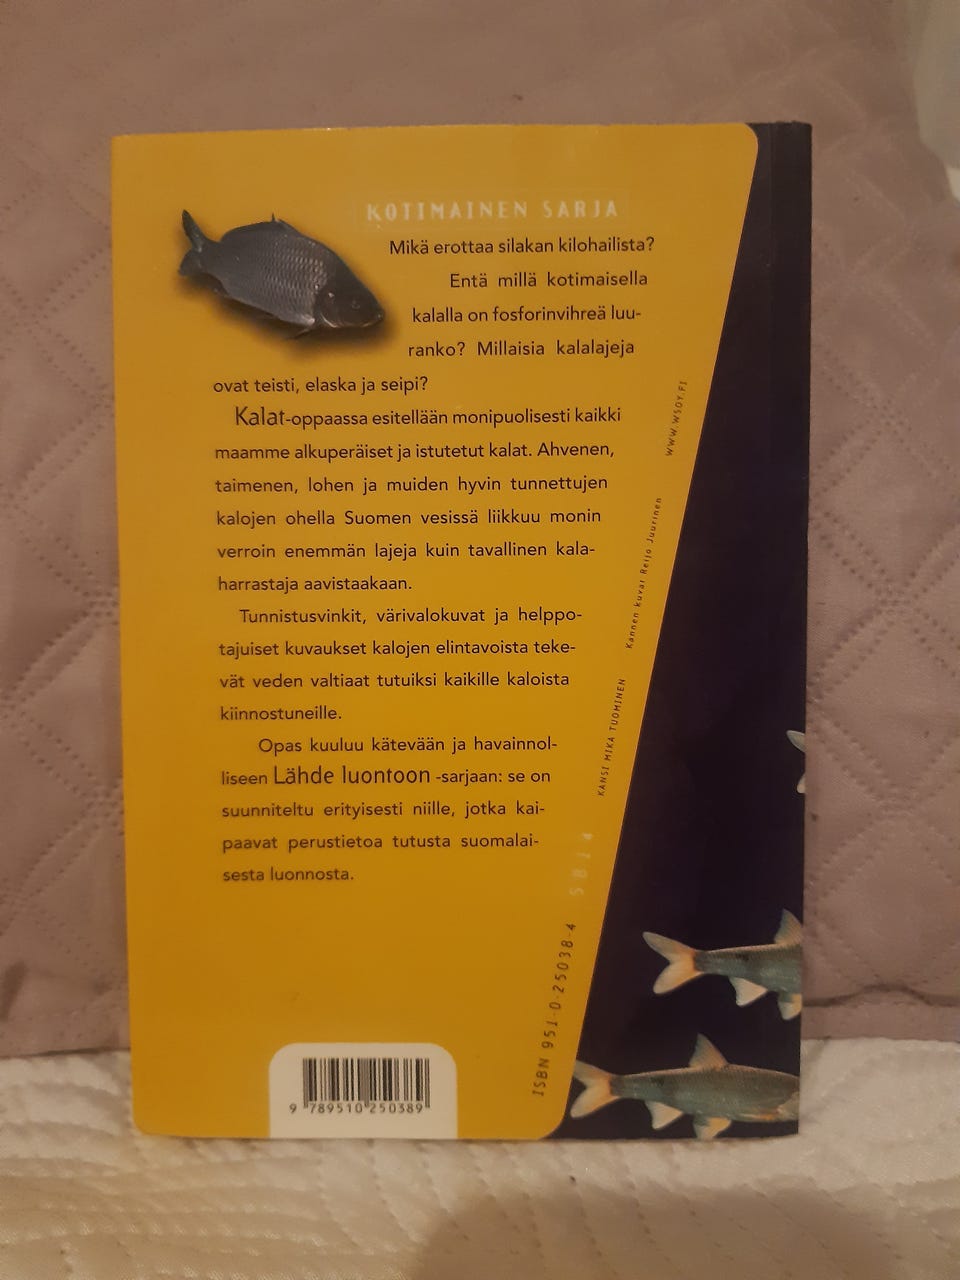 KOTIMAINEN SARJA
Mikä erottaa silakan kilohailista?
Entä millä kotimaisella
kalalla on fosforinvihreä luu-
ranko? Millaisia kalalajeja
ovat teisti, elaska ja seipi?
Kalat-oppaassa esitellään monipuolisesti kaikki
maamme alkuperäiset ja istutetut kalat. Ahvenen,
taimenen, lohen ja muiden hyvin tunnettujen
kalojen ohella Suomen vesissä liikkuu monin
verroin enemmän lajeja kuin tavallinen kala-
harrastaja aavistaakaan.
Tunnistusvinkit, värivalokuvat ja helppo-
tajuiset kuvaukset kalojen elintavoista teke-
vät veden valtiaat tutuiksi kaikille kaloista
kiinnostuneille.
Opas kuuluu kätevään ja havainnol-
liseen Lähde luontoon -sarjaan: se on
suunniteltu erityisesti niille, jotka kai-
paavat perustietoa tutusta suomalai-
sesta luonnosta.
WWW.WSOY.FI
Kannen kuvat Reijo Juurinen
KANSI MIKA TUOMINEN
58.14
ISBN 951-0-25038-4
9 789510 250389